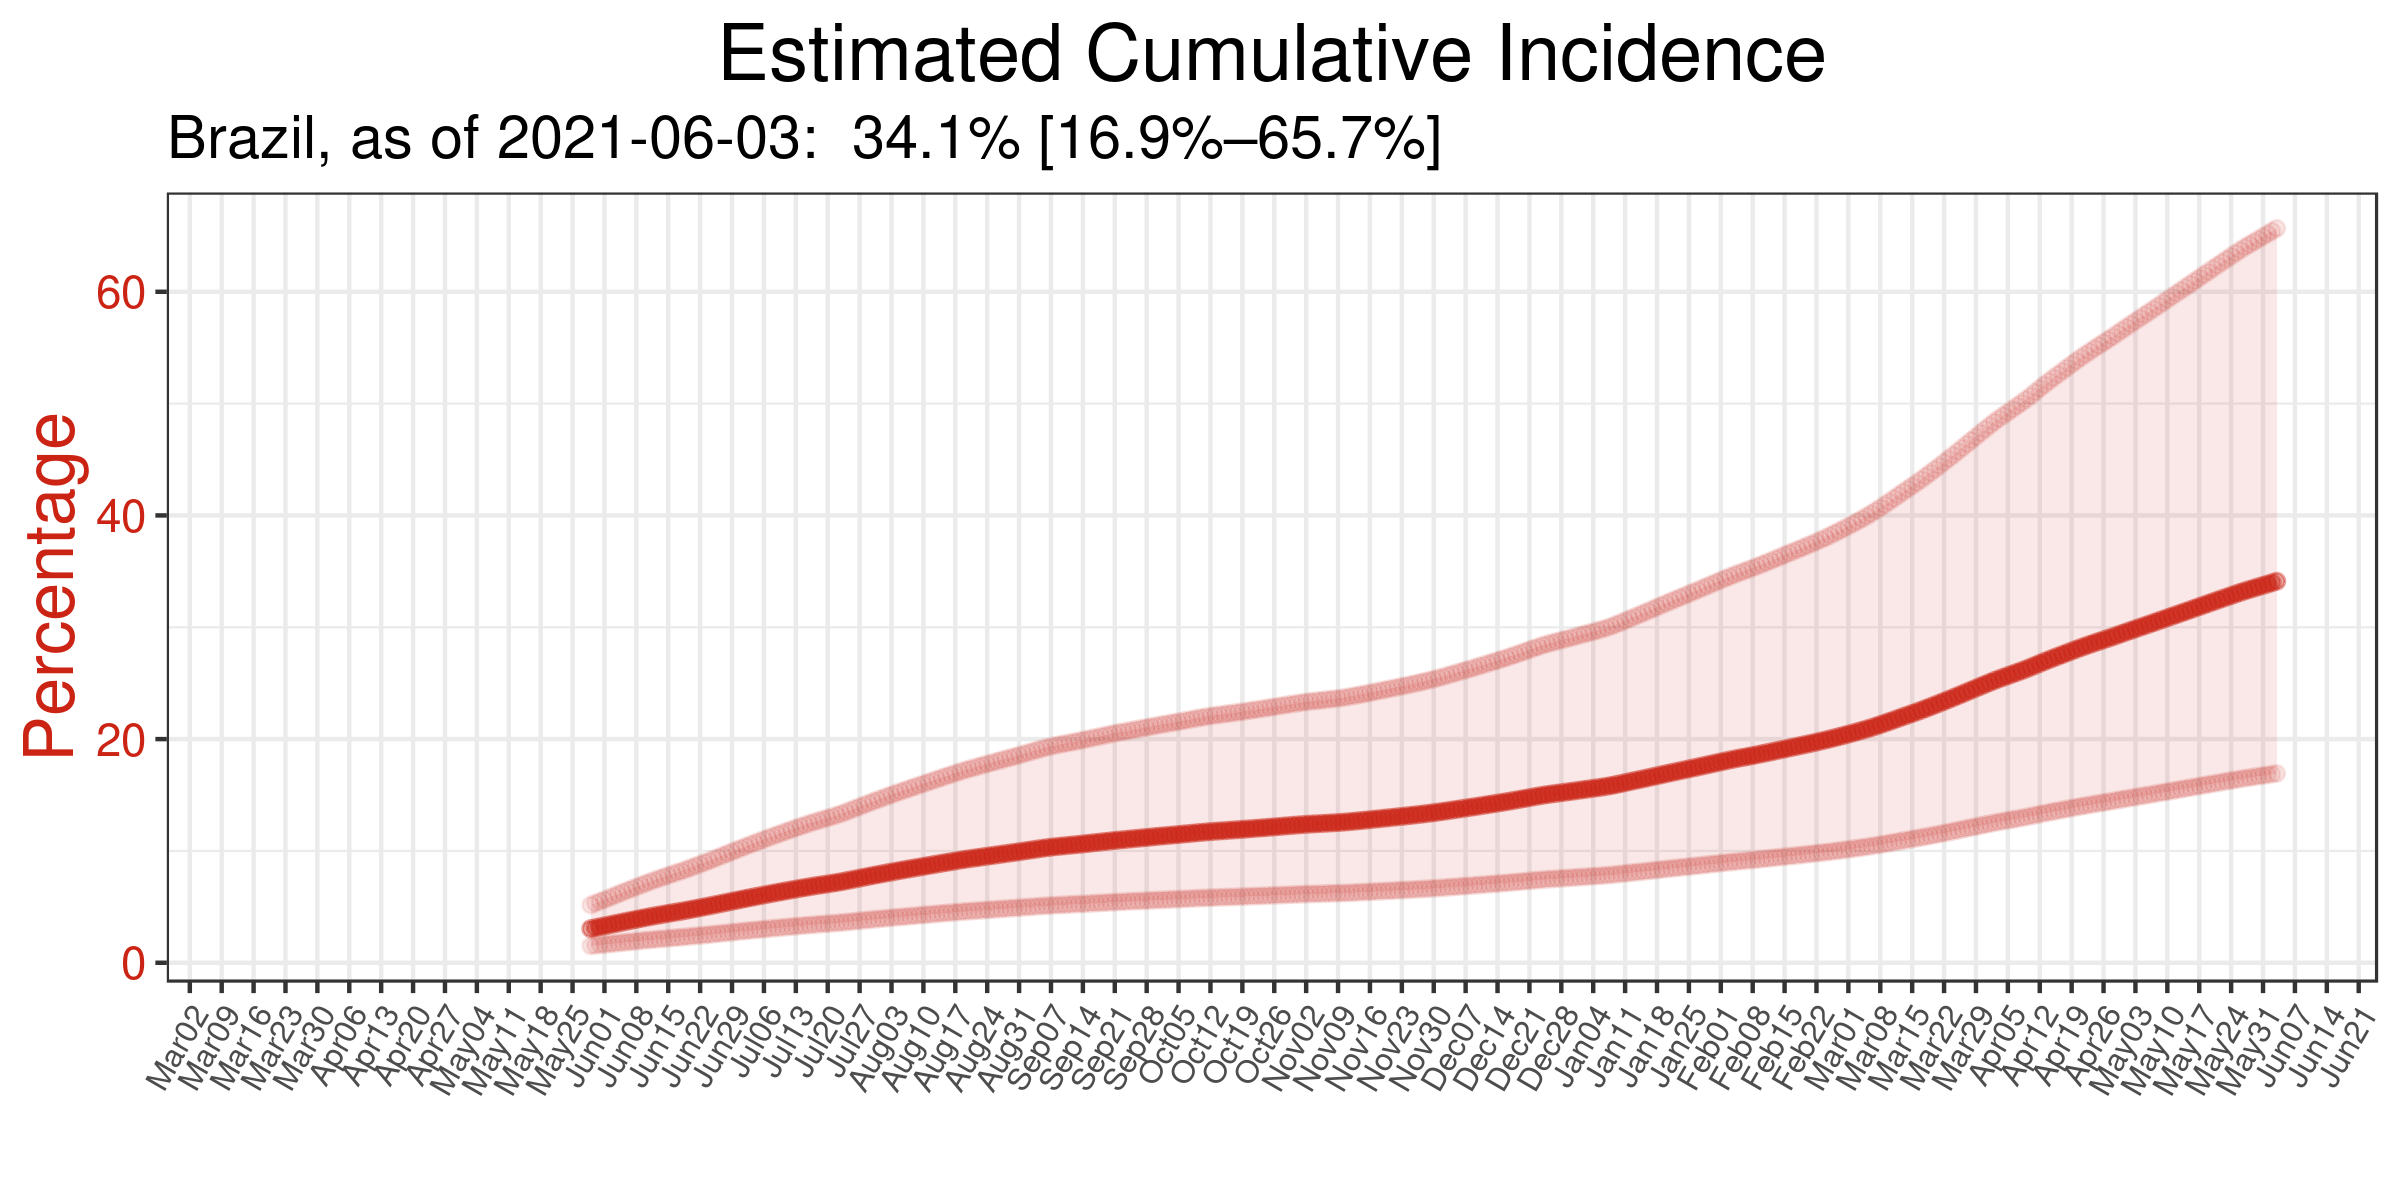 Estimated Cumulative Incidence
Brazil, as of 2021-06-03:  34.1% [16.9%–65.7%]
Percentage
60
40
20
0
Mar02
Mar09
Mar16
Mar23
Mar30
Apr06
Apr13
Apr20
Apr27
May04
May11
May18
May25
Jun01
Jun08
Jun15
Jun22
Jun29
Jul06
Jul13
Jul20
Jul27
Aug03
Aug10
Aug17
Aug24
Aug31
Sep07
Sep14
Sep21
Sep28
Oct05
Oct12
Oct19
Oct26
Nov02
Nov09
Nov16
Nov23
Nov30
Dec07
Dec14
Dec21
Dec28
Jan04
Jan11
Jan18
Jan25
Feb01
Feb08
Feb15
Feb22
Mar01
Mar08
Mar15
Mar22
Mar29
Apr05
Apr12
Apr19
Apr26
May03
May10
May17
May24
May31
Jun07
Jun14
Jun21